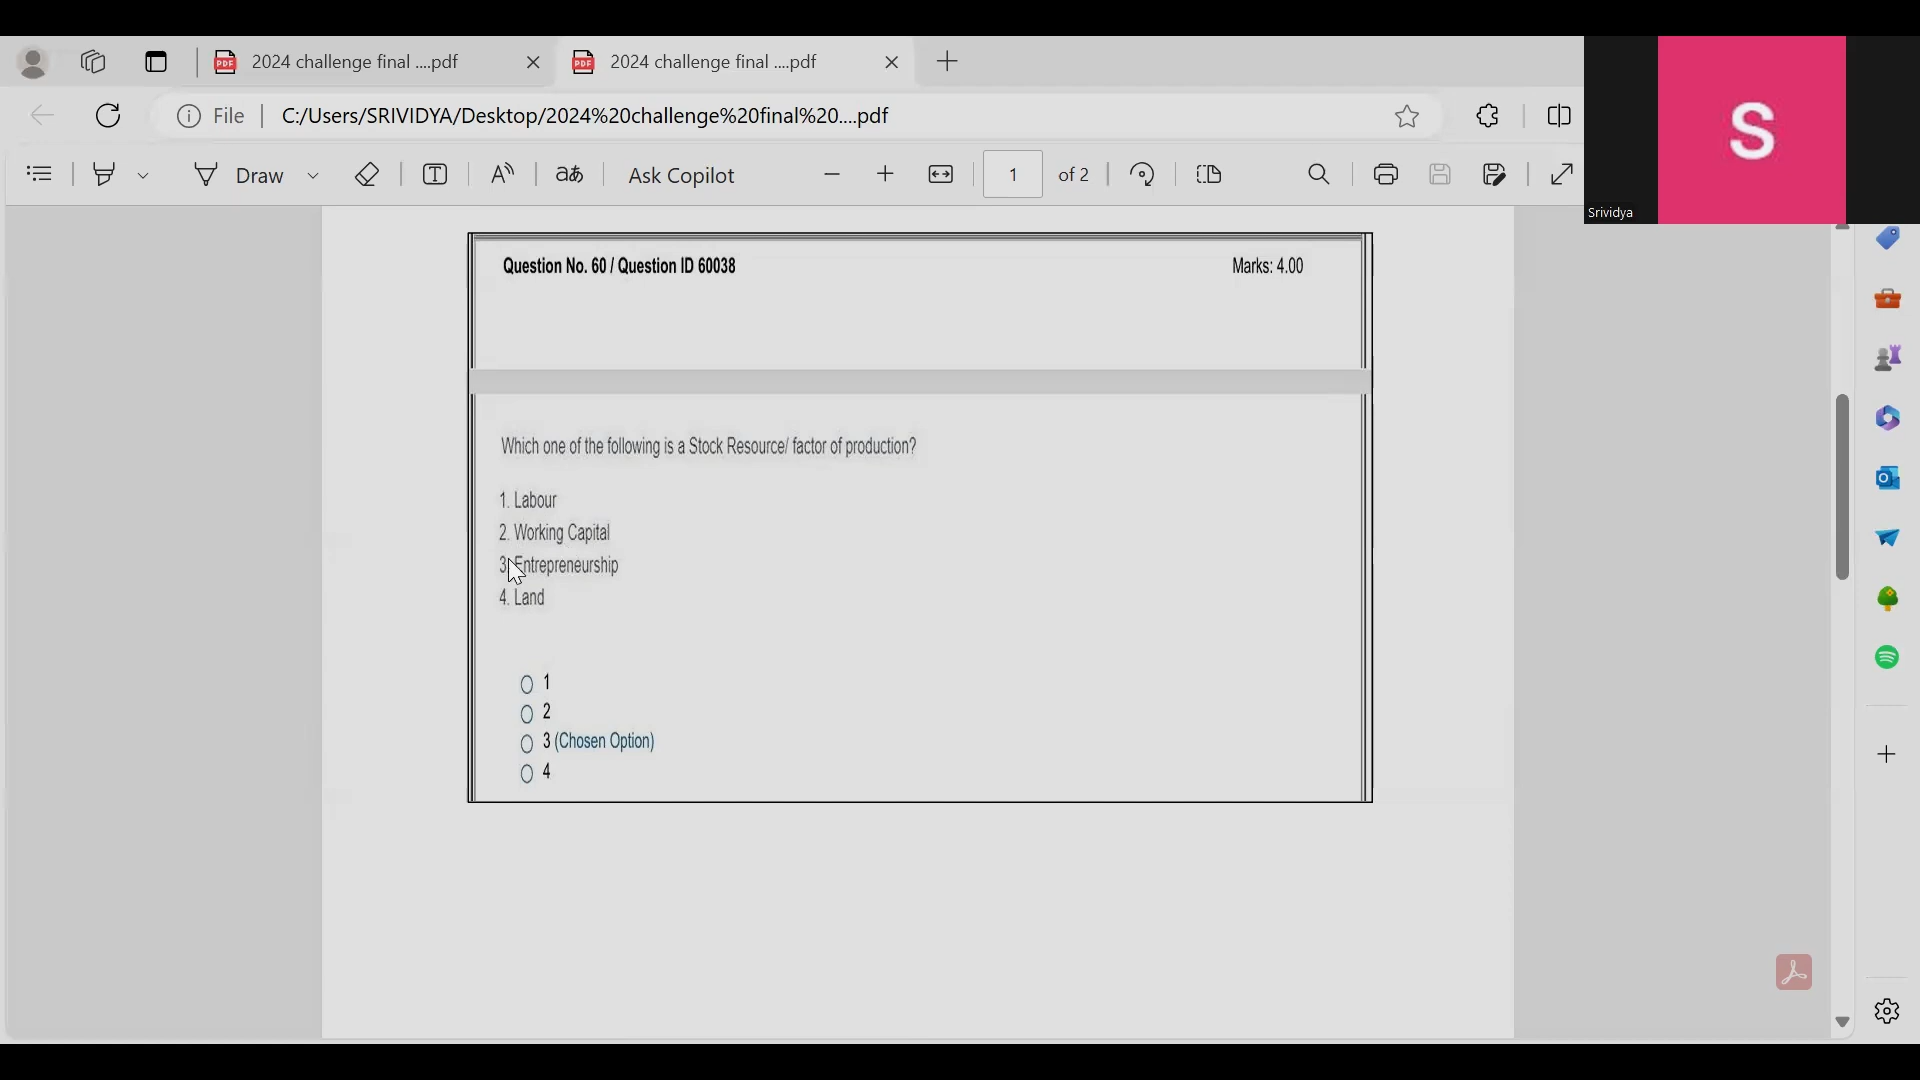 2024 challenge final ....pdf
2024 challenge final ....pdf
File
C:/Users/SRIVIDYA/Desktop/2024%20challenge%20final%20....pdf
Draw
aあ
Ask Copilot
1
of 2
S
Srividya
Question No. 60 / Question ID 60038
Marks: 4.00
Which one of the following is a Stock Resource/ factor of production?
1. Labour
2. Working Capital
3. Entrepreneurship
4. Land
1
2
3 (Chosen Option)
4